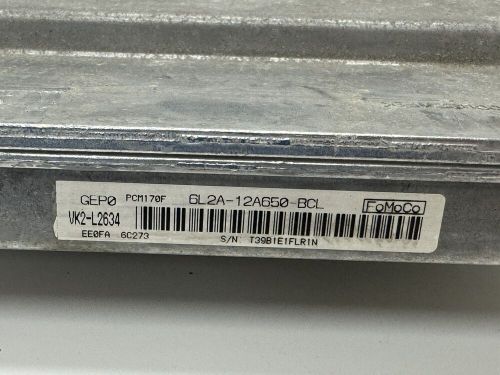 GEP0 PCM170F 6L2A-12A650-BCL FoMoCo
VK2-L2634
EE0FA 6C273 S/N. T39B1E1FLR1N